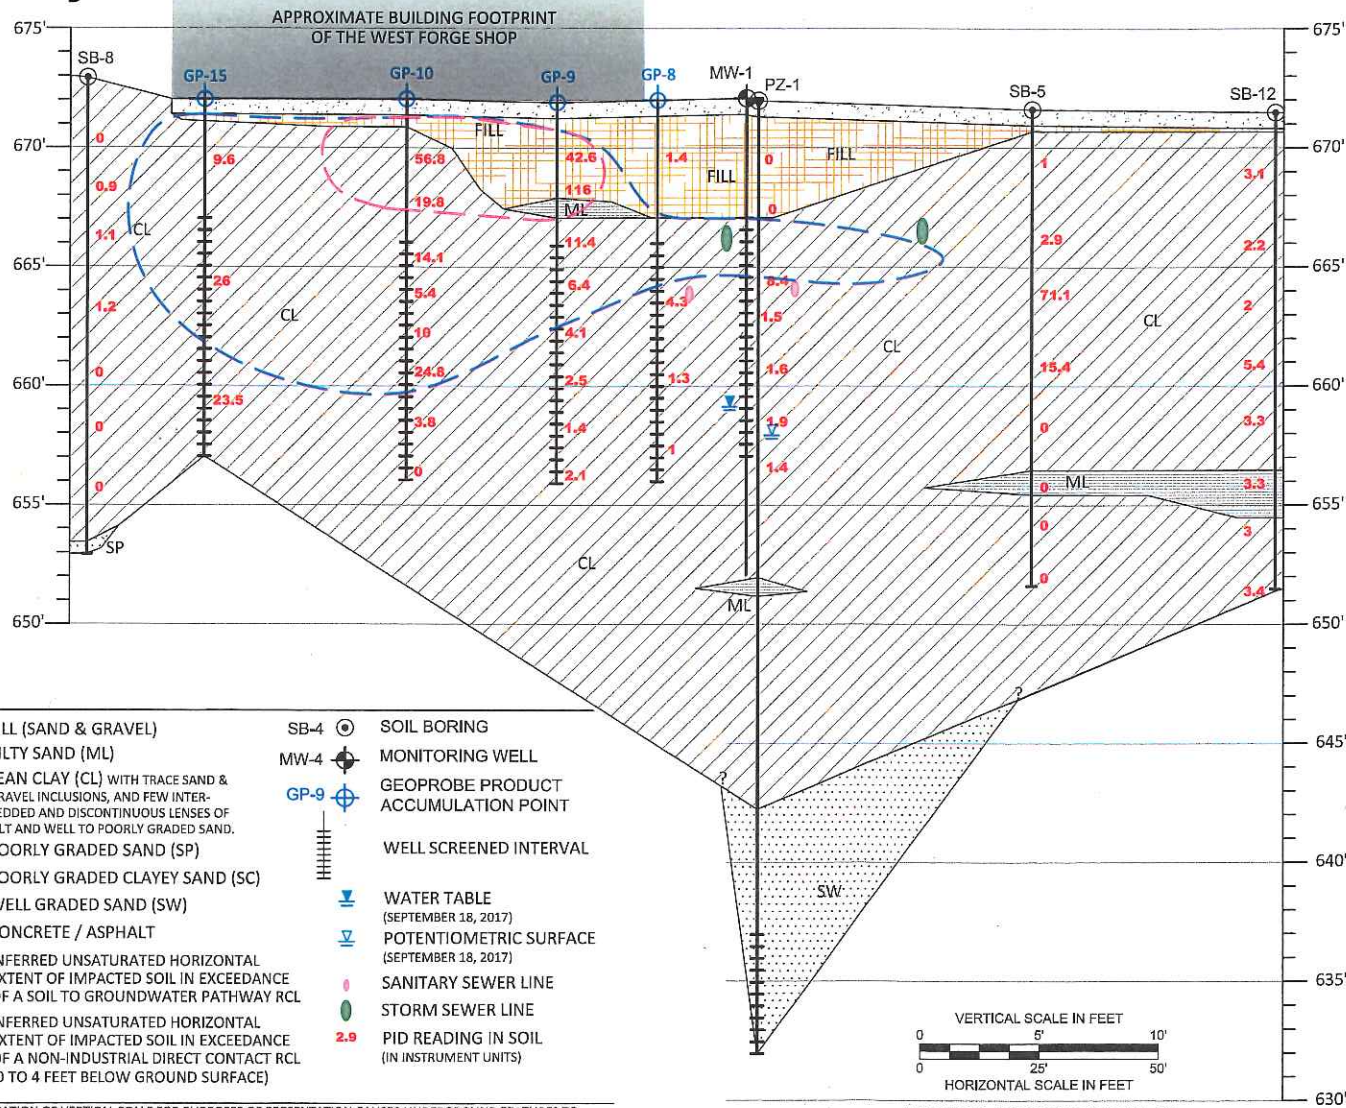 APPROXIMATE BUILDING FOOTPRINT
OF THE WEST FORGE SHOP
675'
675'
SB-8
GP-15
GP-10
GP-9
GP-8
MW-1
PZ-1
SB-5
SB-12
FILL
FILL
FILL
670'
670'
0
9.6
56.8
42.6
1.4
0
1
3.1
0.9
19.8
116
ML
0
1.1
CL
11.4
14.1
2.9
2.2
665'
665'
26
5.4
6.4
4.3
8.4
71.1
2
1.2
CL
10
4.1
1.5
CL
CL
0
24.8
2.5
1.3
1.6
15.4
5.4
660'
660'
23.5
3.8
1.4
1
1.9
0
3.3
0
0
2.1
1.4
0
0
ML
3.3
655'
655'
SP
0
3
CL
ML
0
3.4
650'
650'
?
?
645'
640'
SW
635'
630'
LL (SAND & GRAVEL)
LTY SAND (ML)
EAN CLAY (CL) WITH TRACE SAND &
RAVEL INCLUSIONS, AND FEW INTER-
EDDED AND DISCONTINUOUS LENSES OF
LT AND WELL TO POORLY GRADED SAND.
OORLY GRADED SAND (SP)
OORLY GRADED CLAYEY SAND (SC)
WELL GRADED SAND (SW)
ONCRETE / ASPHALT
NFERRED UNSATURATED HORIZONTAL
XTENT OF IMPACTED SOIL IN EXCEEDANCE
F A SOIL TO GROUNDWATER PATHWAY RCL
NFERRED UNSATURATED HORIZONTAL
XTENT OF IMPACTED SOIL IN EXCEEDANCE
F A NON-INDUSTRIAL DIRECT CONTACT RCL
0 TO 4 FEET BELOW GROUND SURFACE)
SB-4 SOIL BORING
MW-4 MONITORING WELL
GP-9 GEOPROBE PRODUCT
ACCUMULATION POINT
WELL SCREENED INTERVAL
WATER TABLE
(SEPTEMBER 18, 2017)
POTENTIOMETRIC SURFACE
(SEPTEMBER 18, 2017)
SANITARY SEWER LINE
STORM SEWER LINE
2.9 PID READING IN SOIL
(IN INSTRUMENT UNITS)
VERTICAL SCALE IN FEET
0 5' 10'
0 25' 50'
HORIZONTAL SCALE IN FEET